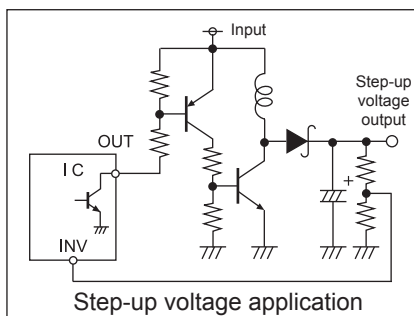 Input
Step-up
voltage
output
OUT
IC
+
INV
Step-up voltage application